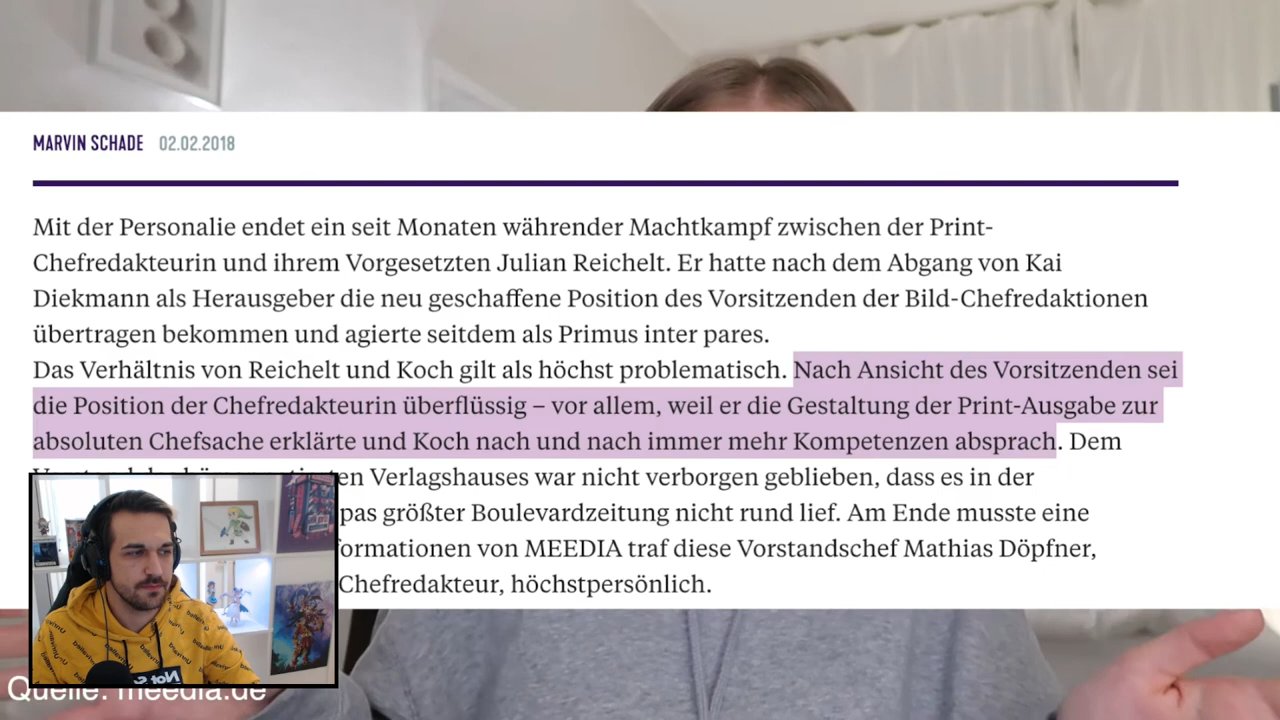 MARVIN SCHADE 02.02.2018
Mit der Personalie endet ein seit Monaten währender Machtkampf zwischen der Print-
Chefredakteurin und ihrem Vorgesetzten Julian Reichelt. Er hatte nach dem Abgang von Kai
Diekmann als Herausgeber die neu geschaffene Position des Vorsitzenden der Bild-Chefredaktionen
übertragen bekommen und agierte seitdem als Primus inter pares.
Das Verhältnis von Reichelt und Koch gilt als höchst problematisch. Nach Ansicht des Vorsitzenden sei
die Position der Chefredakteurin überflüssig – vor allem, weil er die Gestaltung der Print-Ausgabe zur
absoluten Chefsache erklärte und Koch nach und nach immer mehr Kompetenzen absprach. Dem
en Verlagshauses war nicht verborgen geblieben, dass es in der
pas größter Boulevardzeitung nicht rund lief. Am Ende musste eine
formationen von MEEDIA traf diese Vorstandschef Mathias Döpfner,
Chefredakteur, höchstpersönlich.
Quelle: meedia.de